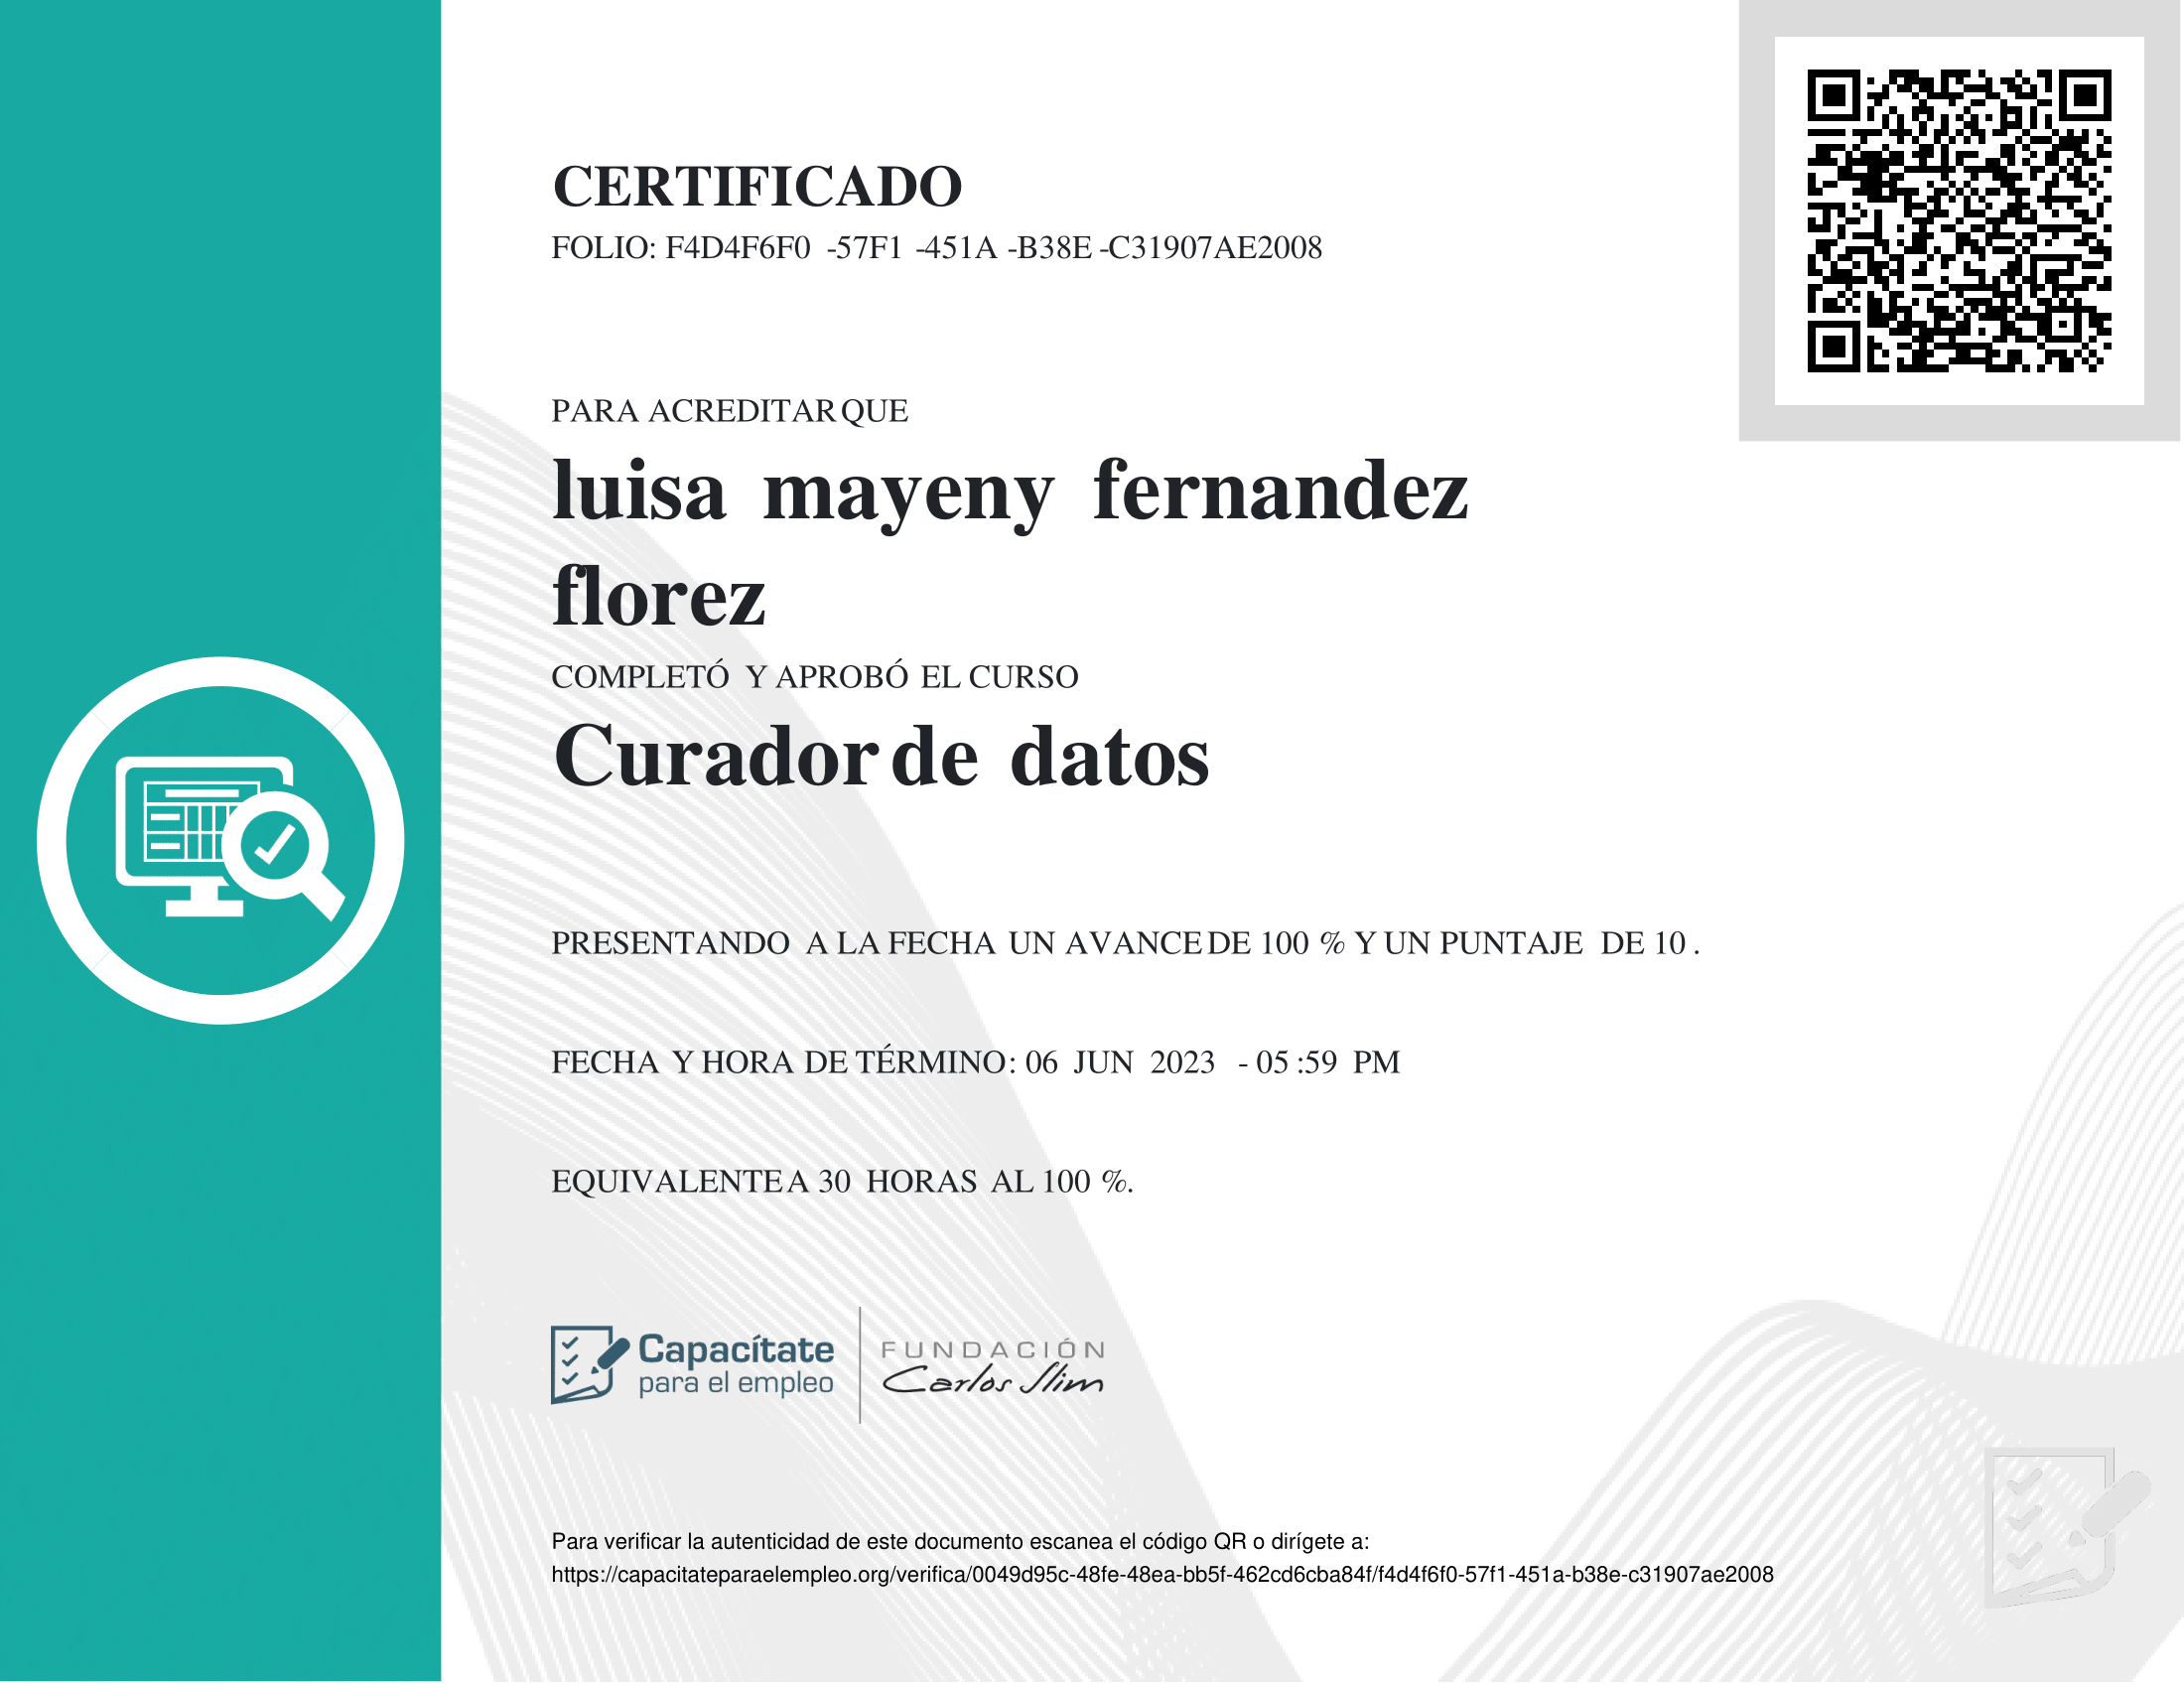 CERTIFICADO
FOLIO: F4D4F6F0 -57F1 -451A -B38E -C31907AE2008
PARA ACREDITAR QUE
luisa mayeny fernandez
florez
COMPLETÓ Y APROBÓ EL CURSO
Curador de datos
PRESENTANDO A LA FECHA UN AVANCE DE 100 % Y UN PUNTAJE DE 10 .
FECHA Y HORA DE TÉRMINO: 06 JUN 2023 - 05 :59 PM
EQUIVALENTE A 30 HORAS AL 100 %.
Capacítate
para el empleo
FUNDACIÓN
Carlos Slim
Para verificar la autenticidad de este documento escanea el código QR o dirígete a:
https://capacitateparaelempleo.org/verifica/0049d95c-48fe-48ea-bb5f-462cd6cba84f/f4d4f6f0-57f1-451a-b38e-c31907ae2008